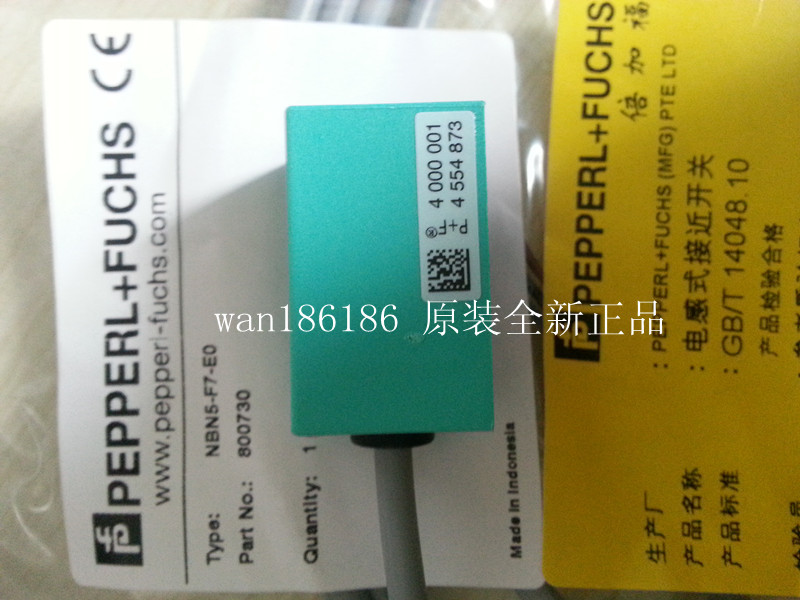 PEPPERL+FUCHS CE
www.pepperl-fuchs.com
Type: NBN5-F7-E0
Part No.: 800730
Quantity: 1
Made in Indonesia
4 000 001
P+F® 4 554 873
wan186186 原装全新正品
PEPPERL+FUCHS
倍加福
生产厂 : PEPPERL+FUCHS (MFG) PTE LTD
产品名称 : 电感式接近开关
产品标准 : GB/T 14048.10
产品检验合格
检验员